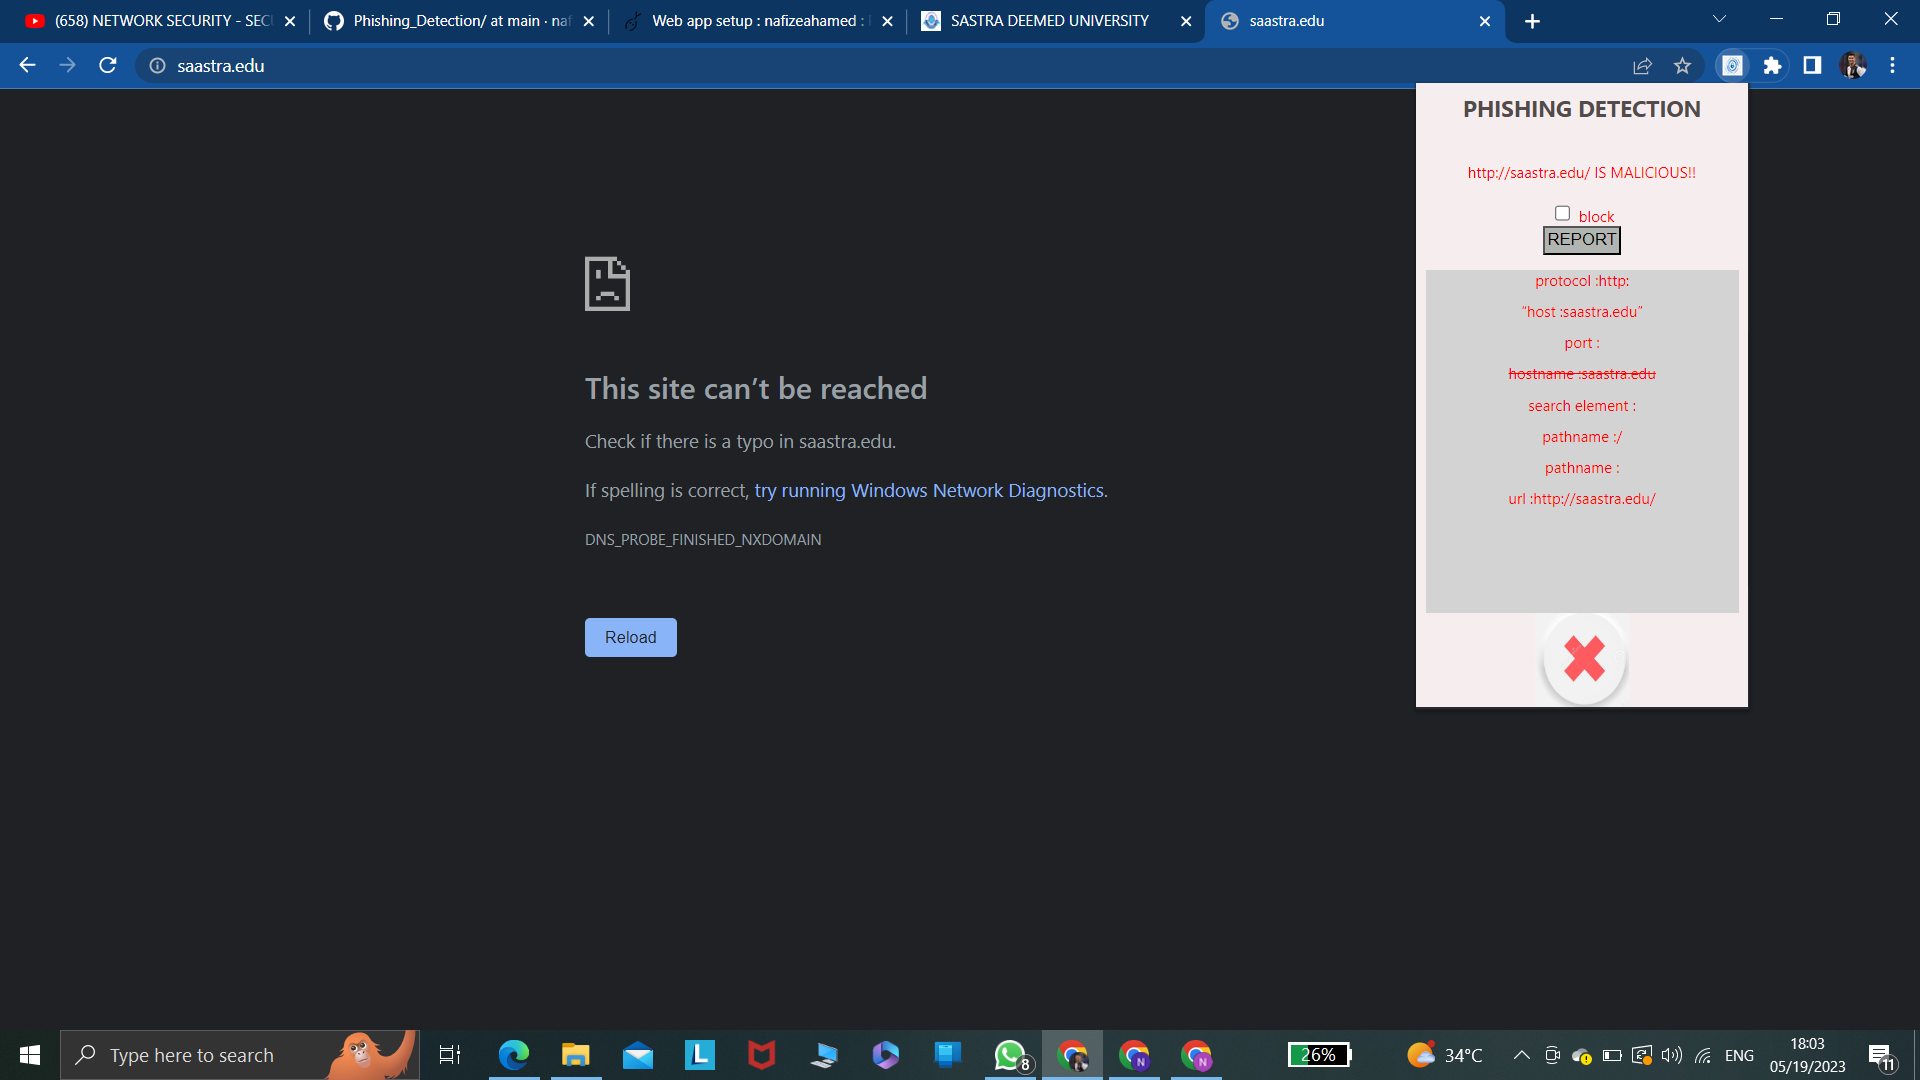 (658) NETWORK SECURITY - SECU
Phishing_Detection/ at main · naf
Web app setup : nafizeahamed :
SASTRA DEEMED UNIVERSITY
saastra.edu
saastra.edu
PHISHING DETECTION
http://saastra.edu/ IS MALICIOUS!!
block
REPORT
protocol :http:
“host :saastra.edu”
port :
hostname :saastra.edu
search element :
pathname :/
pathname :
url :http://saastra.edu/
This site can’t be reached
Check if there is a typo in saastra.edu.
If spelling is correct, try running Windows Network Diagnostics.
DNS_PROBE_FINISHED_NXDOMAIN
Reload
Type here to search
L
8
N
N
26%
34°C
ENG
18:03
05/19/2023
11